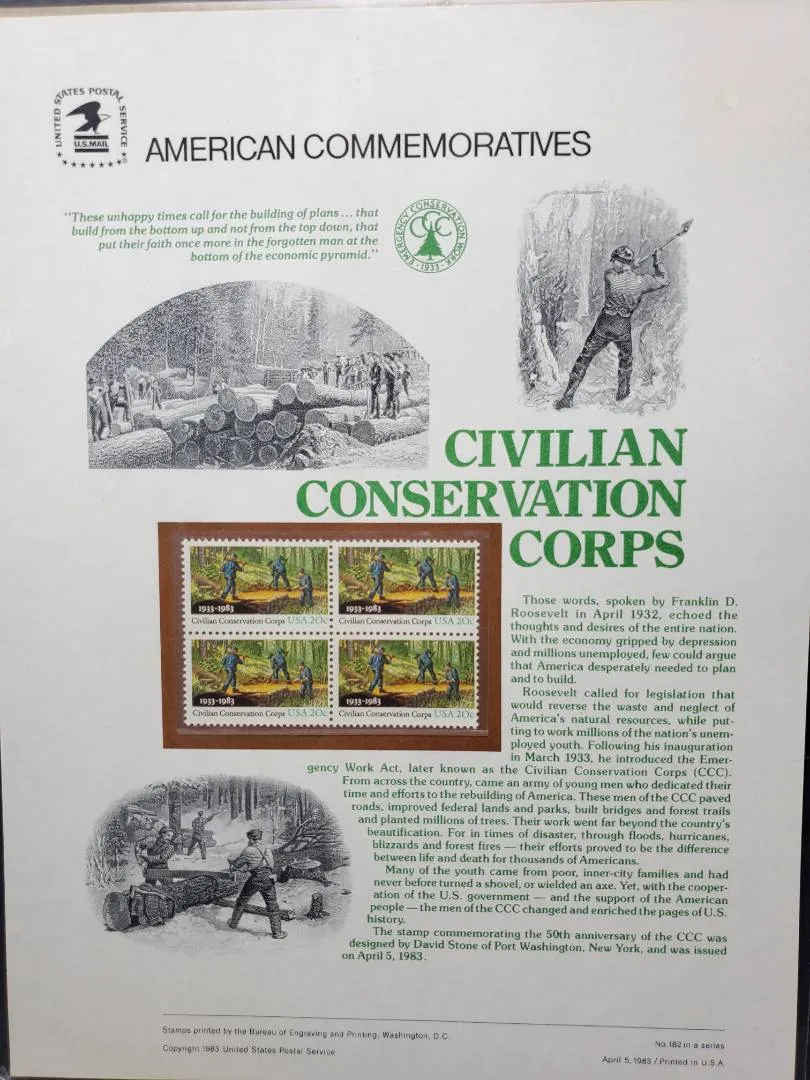 UNITED STATES POSTAL SERVICE
U.S.MAIL
AMERICAN COMMEMORATIVES
"These unhappy times call for the building of plans... that
build from the bottom up and not from the top down, that
put their faith once more in the forgotten man at the
bottom of the economic pyramid."
EMERGENCY CONSERVATION WORK
CCC
1933
CIVILIAN
CONSERVATION
CORPS
1933-1983
Civilian Conservation Corps USA 20c
1933-1983
Civilian Conservation Corps USA 20c
1933-1983
Civilian Conservation Corps USA 20c
1933-1983
Civilian Conservation Corps USA 20c
Those words, spoken by Franklin D.
Roosevelt in April 1932, echoed the
thoughts and desires of the entire nation.
With the economy gripped by depression
and millions unemployed, few could argue
that America desperately needed to plan
and to build.
Roosevelt called for legislation that
would reverse the waste and neglect of
America's natural resources, while put-
ting to work millions of the nation's unem-
ployed youth. Following his inauguration
in March 1933, he introduced the Emer-
gency Work Act, later known as the Civilian Conservation Corps (CCC).
From across the country, came an army of young men who dedicated their
time and efforts to the rebuilding of America. These men of the CCC paved
roads, improved federal lands and parks, built bridges and forest trails
and planted millions of trees. Their work went far beyond the country's
beautification. For in times of disaster, through floods, hurricanes,
blizzards and forest fires — their efforts proved to be the difference
between life and death for thousands of Americans.
Many of the youth came from poor, inner-city families and had
never before turned a shovel, or wielded an axe. Yet, with the cooper-
ation of the U.S. government — and the support of the American
people — the men of the CCC changed and enriched the pages of U.S.
history.
The stamp commemorating the 50th anniversary of the CCC was
designed by David Stone of Port Washington, New York, and was issued
on April 5, 1983.
Stamps printed by the Bureau of Engraving and Printing, Washington, D.C.
Copyright 1983 United States Postal Service
No.182 in a series
April 5, 1983 / Printed in U.S.A.